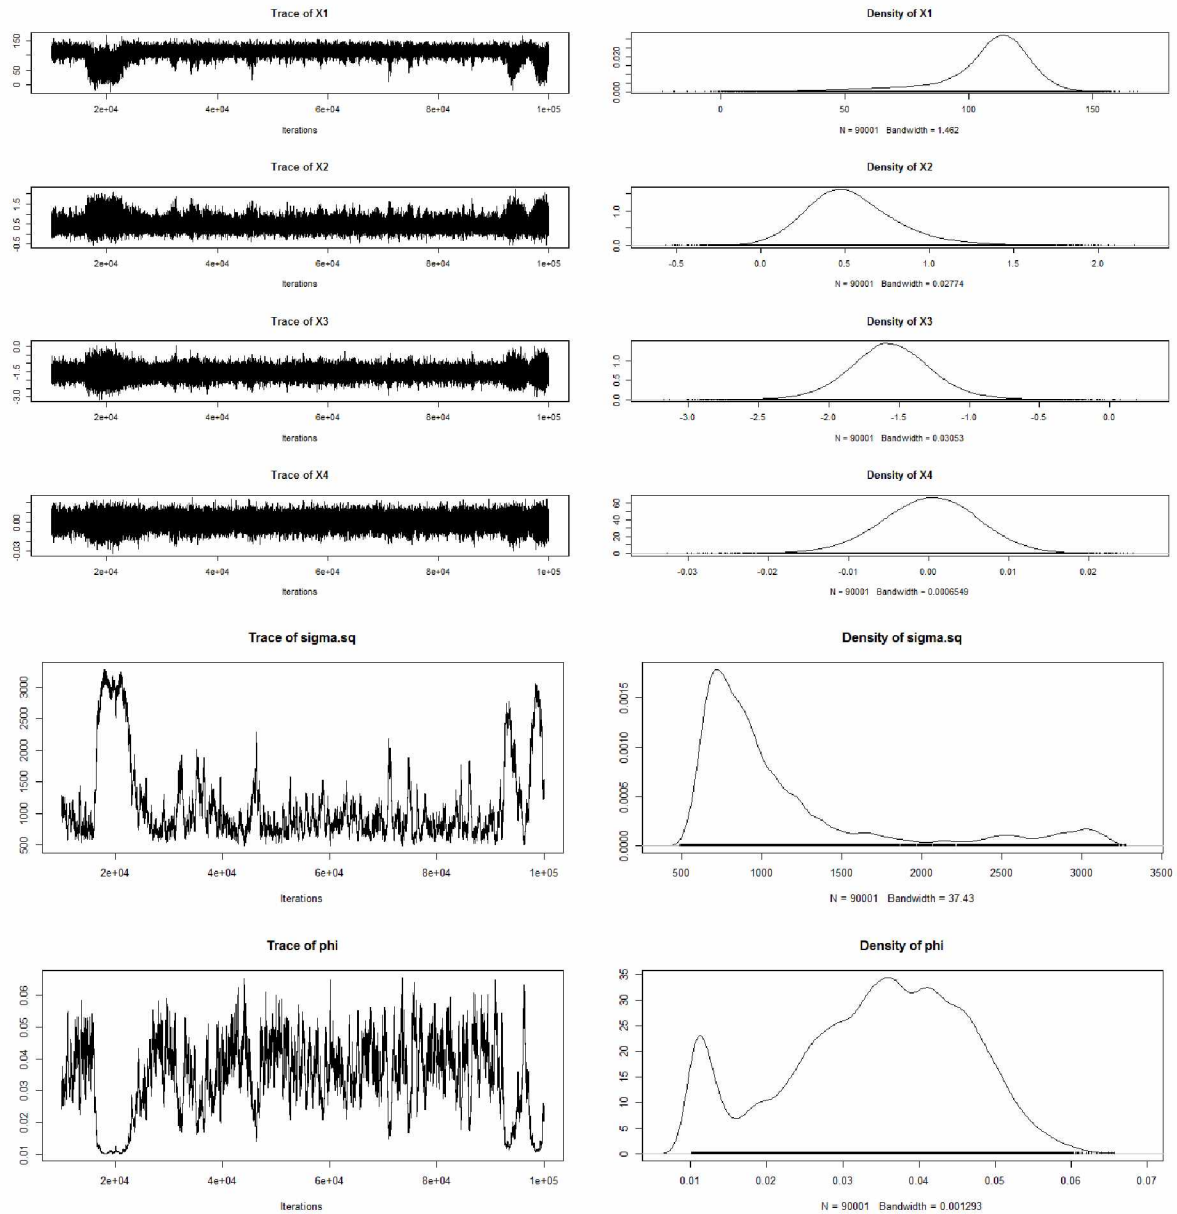 Trace of X1
Density of X1
0 50 150
2e+04 4e+04 6e+04 8e+04 1e+05
Iterations
0.000 0.020
0 50 100 150
N = 90001 Bandwidth = 1.462
Trace of X2
Density of X2
-0.5 0.5 1.5
2e+04 4e+04 6e+04 8e+04 1e+05
Iterations
0.0 1.0
-0.5 0.0 0.5 1.0 1.5 2.0
N = 90001 Bandwidth = 0.02774
Trace of X3
Density of X3
-3.0 -1.5 0.0
2e+04 4e+04 6e+04 8e+04 1e+05
Iterations
0.0 0.5 1.0
-3.0 -2.5 -2.0 -1.5 -1.0 -0.5 0.0
N = 90001 Bandwidth = 0.03053
Trace of X4
Density of X4
-0.03 0.00
2e+04 4e+04 6e+04 8e+04 1e+05
Iterations
0 20 40 60
-0.03 -0.02 -0.01 0.00 0.01 0.02
N = 90001 Bandwidth = 0.0006549
Trace of sigma.sq
Density of sigma.sq
500 1000 1500 2000 2500 3000
2e+04 4e+04 6e+04 8e+04 1e+05
Iterations
0.0000 0.0005 0.0010 0.0015
500 1000 1500 2000 2500 3000 3500
N = 90001 Bandwidth = 37.43
Trace of phi
Density of phi
0.01 0.02 0.03 0.04 0.05 0.06
2e+04 4e+04 6e+04 8e+04 1e+05
Iterations
0 5 10 15 20 25 30 35
0.01 0.02 0.03 0.04 0.05 0.06 0.07
N = 90001 Bandwidth = 0.001293